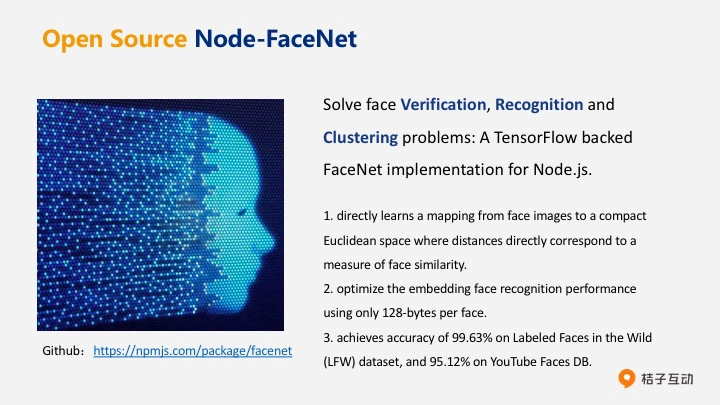 Open Source Node-FaceNet
Solve face Verification, Recognition and
Clustering problems: A TensorFlow backed
FaceNet implementation for Node.js.
1. directly learns a mapping from face images to a compact
Euclidean space where distances directly correspond to a
measure of face similarity.
2. optimize the embedding face recognition performance
using only 128-bytes per face.
3. achieves accuracy of 99.63% on Labeled Faces in the Wild
(LFW) dataset, and 95.12% on YouTube Faces DB.
Github：https://npmjs.com/package/facenet
桔子互动